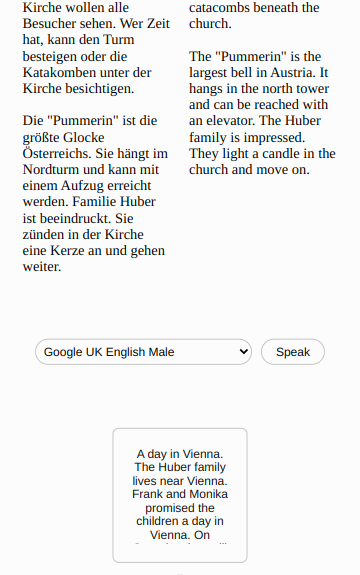 Kirche wollen alle
Besucher sehen. Wer Zeit
hat, kann den Turm
besteigen oder die
Katakomben unter der
Kirche besichtigen.
Die "Pummerin" ist die
größte Glocke
Österreichs. Sie hängt im
Nordturm und kann mit
einem Aufzug erreicht
werden. Familie Huber
ist beeindruckt. Sie
zünden in der Kirche
eine Kerze an und gehen
weiter.
catacombs beneath the
church.
The "Pummerin" is the
largest bell in Austria. It
hangs in the north tower
and can be reached with
an elevator. The Huber
family is impressed.
They light a candle in the
church and move on.
Google UK English Male
Speak
A day in Vienna.
The Huber family
lives near Vienna.
Frank and Monika
promised the
children a day in
Vienna. On